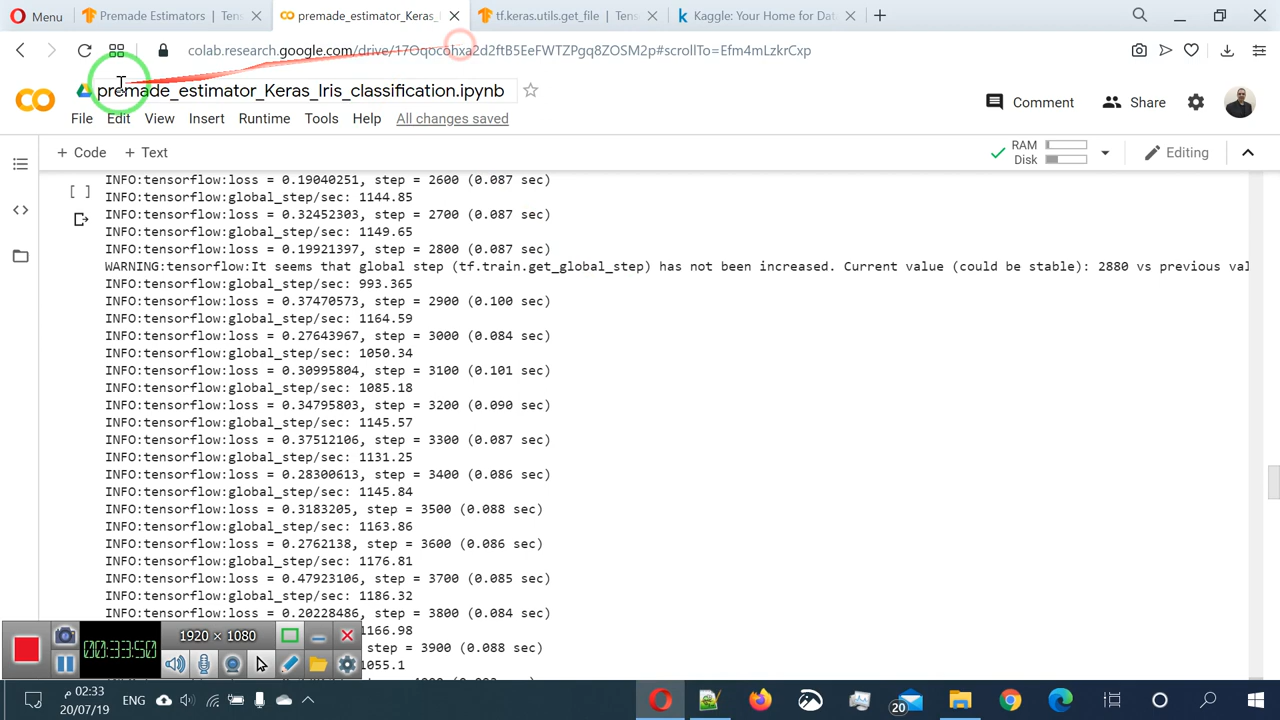 Menu
Premade Estimators | Tens
premade_estimator_Keras_I
tf.keras.utils.get_file | Tens
Kaggle: Your Home for Dat
colab.research.google.com/drive/17Oqocohxa2d2ftB5EeFWTZPgq8ZOSM2p#scrollTo=Efm4mLzkrCxp
premade_estimator_Keras_Iris_classification.ipynb
File Edit View Insert Runtime Tools Help All changes saved
Comment
Share
+ Code + Text
RAM
Disk
Editing
INFO:tensorflow:loss = 0.19040251, step = 2600 (0.087 sec)
INFO:tensorflow:global_step/sec: 1144.85
INFO:tensorflow:loss = 0.32452303, step = 2700 (0.087 sec)
INFO:tensorflow:global_step/sec: 1149.65
INFO:tensorflow:loss = 0.19921397, step = 2800 (0.087 sec)
WARNING:tensorflow:It seems that global step (tf.train.get_global_step) has not been increased. Current value (could be stable): 2880 vs previous val
INFO:tensorflow:global_step/sec: 993.365
INFO:tensorflow:loss = 0.37470573, step = 2900 (0.100 sec)
INFO:tensorflow:global_step/sec: 1164.59
INFO:tensorflow:loss = 0.27643967, step = 3000 (0.084 sec)
INFO:tensorflow:global_step/sec: 1050.34
INFO:tensorflow:loss = 0.30995804, step = 3100 (0.101 sec)
INFO:tensorflow:global_step/sec: 1085.18
INFO:tensorflow:loss = 0.34795803, step = 3200 (0.090 sec)
INFO:tensorflow:global_step/sec: 1145.57
INFO:tensorflow:loss = 0.37512106, step = 3300 (0.087 sec)
INFO:tensorflow:global_step/sec: 1131.25
INFO:tensorflow:loss = 0.28300613, step = 3400 (0.086 sec)
INFO:tensorflow:global_step/sec: 1145.84
INFO:tensorflow:loss = 0.3183205, step = 3500 (0.088 sec)
INFO:tensorflow:global_step/sec: 1163.86
INFO:tensorflow:loss = 0.2762138, step = 3600 (0.086 sec)
INFO:tensorflow:global_step/sec: 1176.81
INFO:tensorflow:loss = 0.47923106, step = 3700 (0.085 sec)
INFO:tensorflow:global_step/sec: 1186.32
INFO:tensorflow:loss = 0.20228486, step = 3800 (0.084 sec)
1166.98
step = 3900 (0.088 sec)
1055.1
00:33:50
1920 × 1080
ENG
02:33 م
20/07/19
20